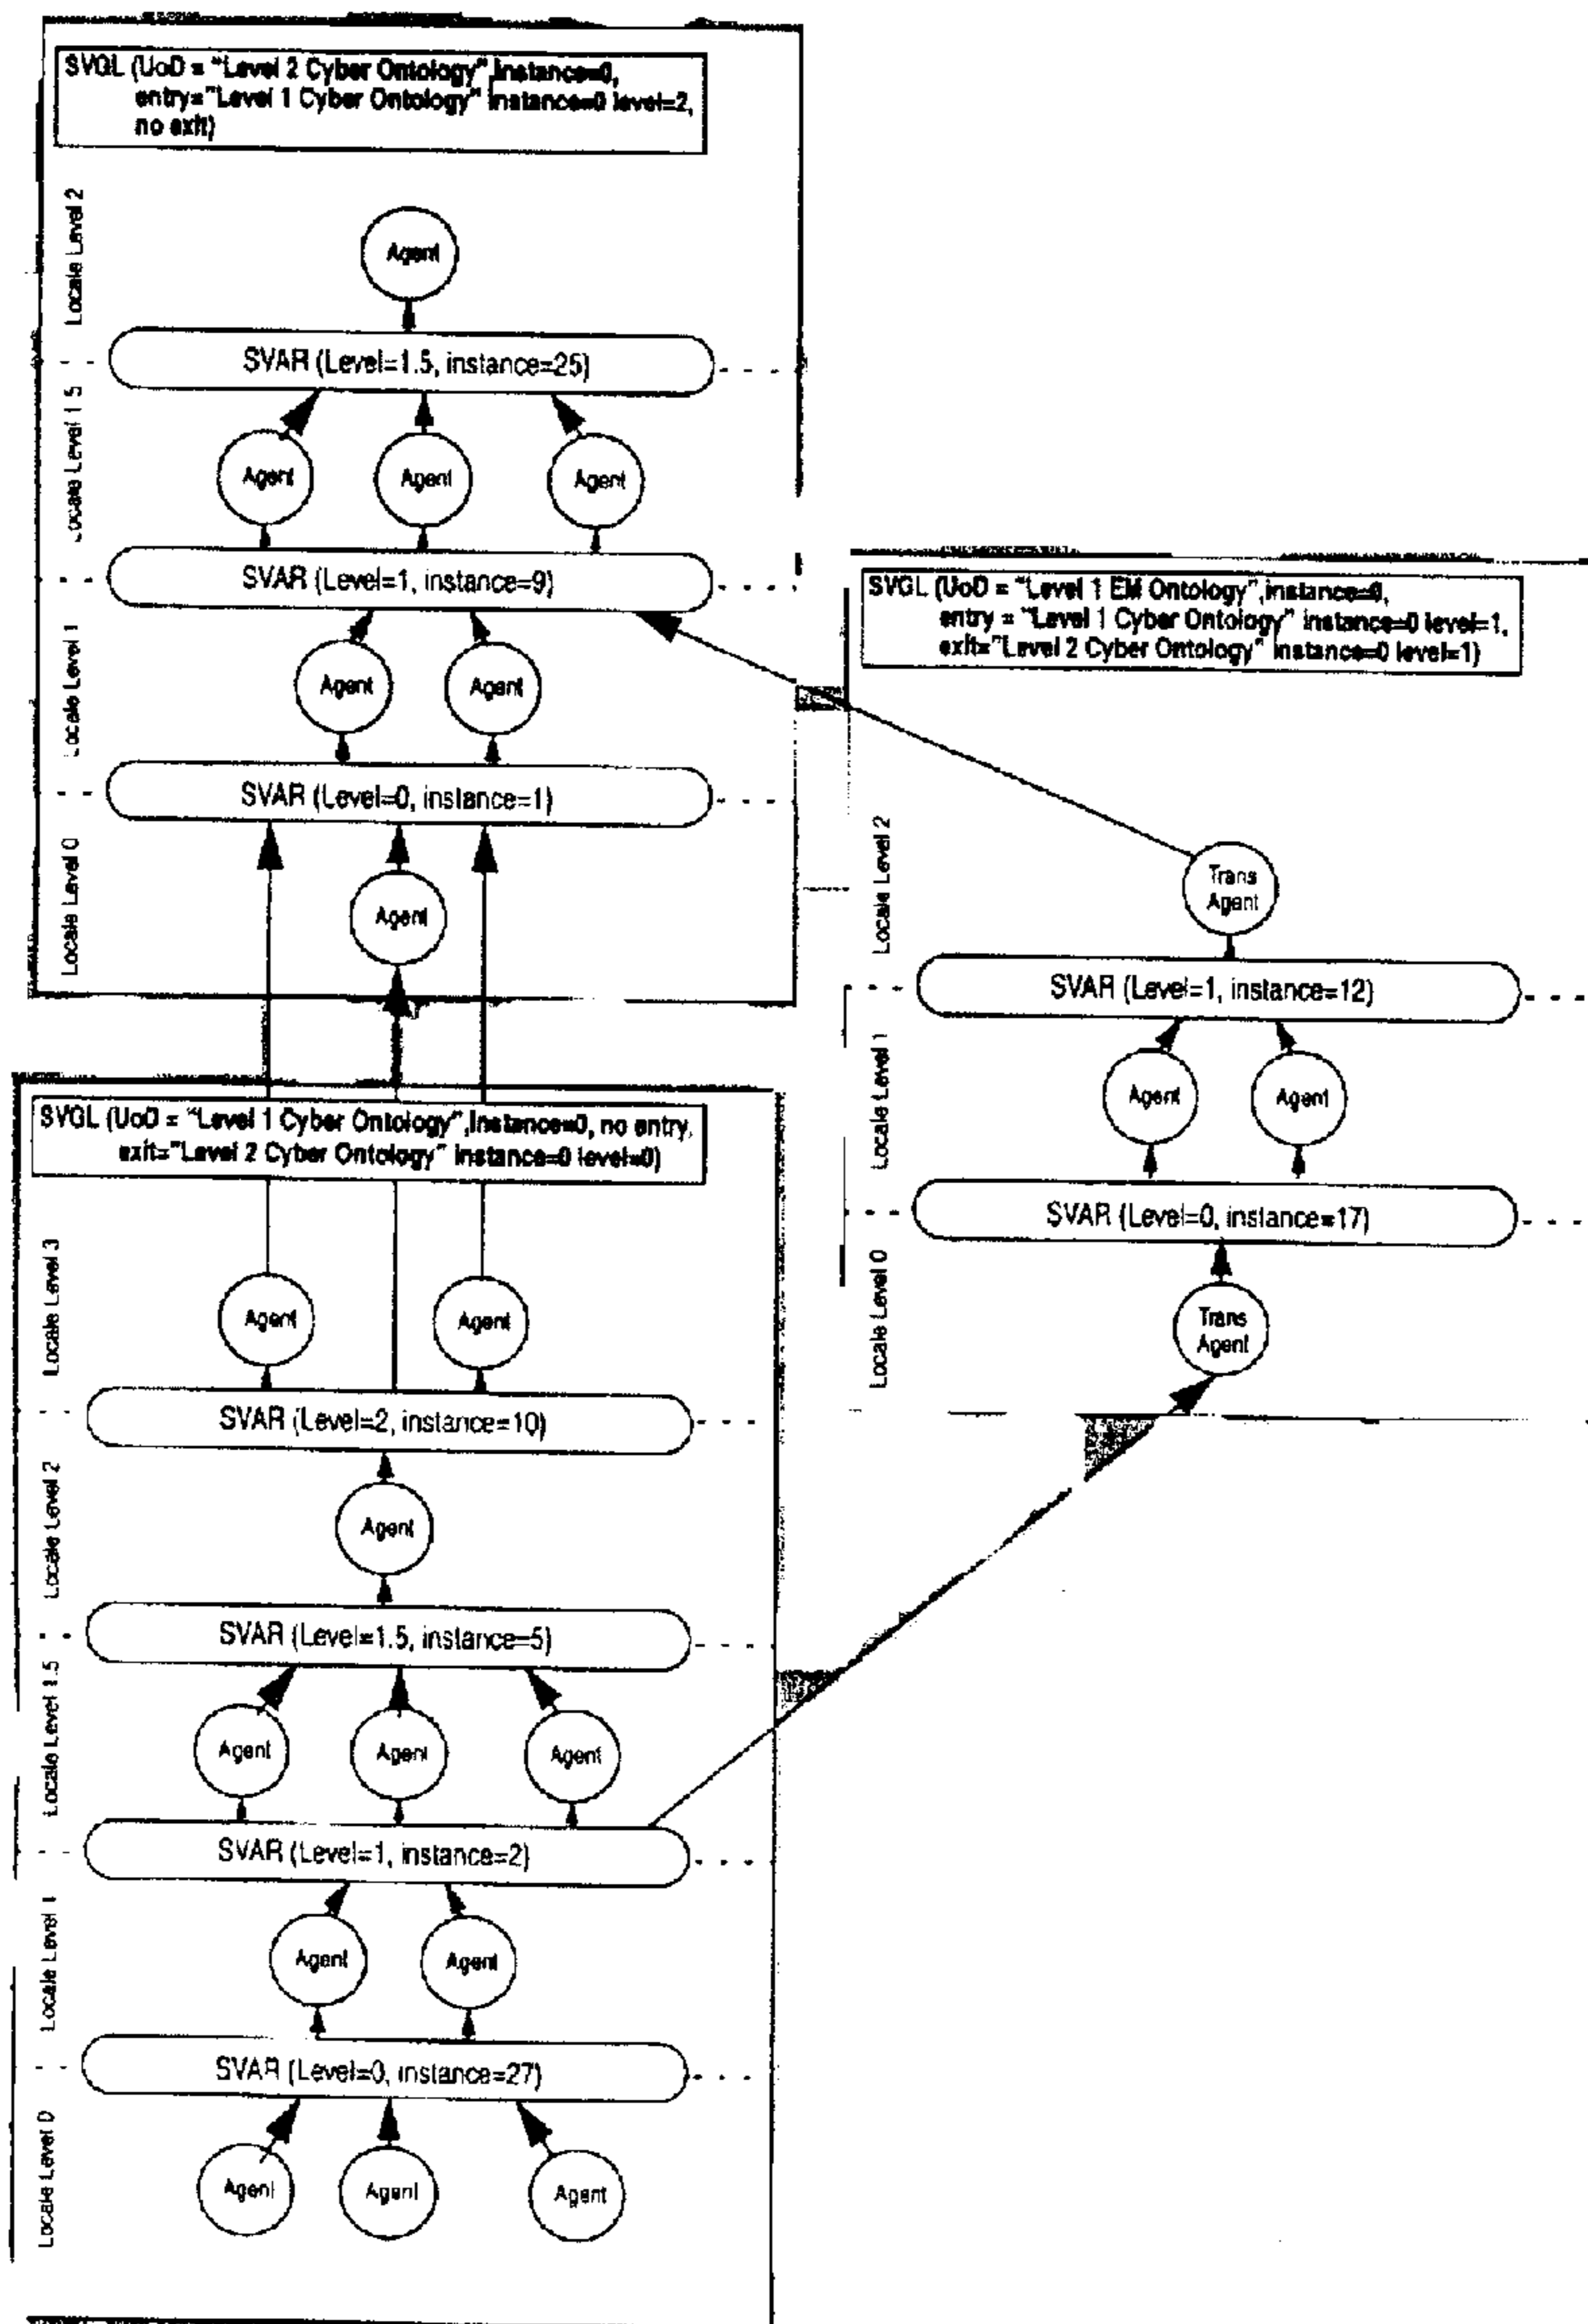 SVGL (UoD = "Level 2 Cyber Ontology",instance=0,
entry="Level 1 Cyber Ontology" instance=0 level=2,
no exit)
Locale Level 2
Agent
SVAR (Level=1.5, instance=25)
Locale Level 1.5
Agent
Agent
Agent
SVAR (Level=1, instance=9)
Locale Level 1
Agent
Agent
SVAR (Level=0, instance=1)
Locale Level 0
Agent
SVGL (UoD = "Level 1 EM Ontology",instance=0,
entry = "Level 1 Cyber Ontology" instance=0 level=1,
exit="Level 2 Cyber Ontology" instance=0 level=1)
Locale Level 2
Trans
Agent
SVAR (Level=1, instance=12)
Locale Level 1
Agent
Agent
SVAR (Level=0, instance=17)
Locale Level 0
Trans
Agent
SVGL (UoD = "Level 1 Cyber Ontology",Instance=0, no entry,
exit="Level 2 Cyber Ontology" instance=0 level=0)
Locale Level 3
Agent
Agent
SVAR (Level=2, instance=10)
Locale Level 2
Agent
SVAR (Level=1.5, instance=5)
Locale Level 1.5
Agent
Agent
Agent
SVAR (Level=1, instance=2)
Locale Level 1
Agent
Agent
SVAR (Level=0, instance=27)
Locale Level 0
Agent
Agent
Agent